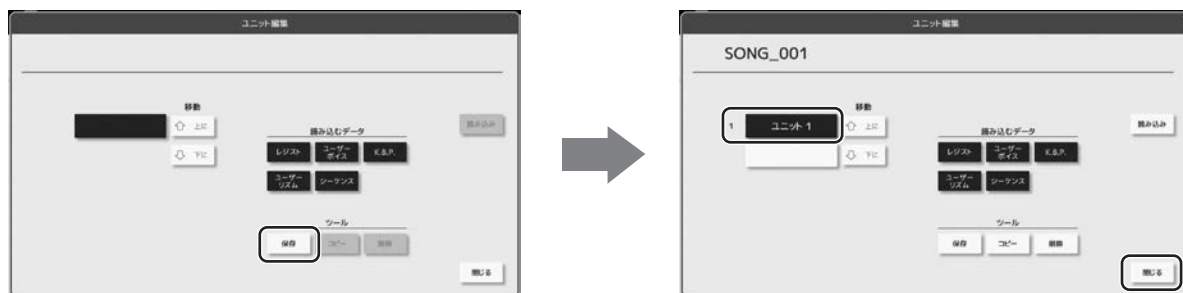 ユニット編集
移動
上に
下に
読み込むデータ
レジスト
ユーザー
ボイス
K.B.P.
ユーザー
リズム
シーケンス
読み込み
ツール
保存
コピー
削除
閉じる
ユニット編集
SONG_001
1
ユニット 1
移動
上に
下に
読み込むデータ
レジスト
ユーザー
ボイス
K.B.P.
ユーザー
リズム
シーケンス
読み込み
ツール
保存
コピー
削除
閉じる